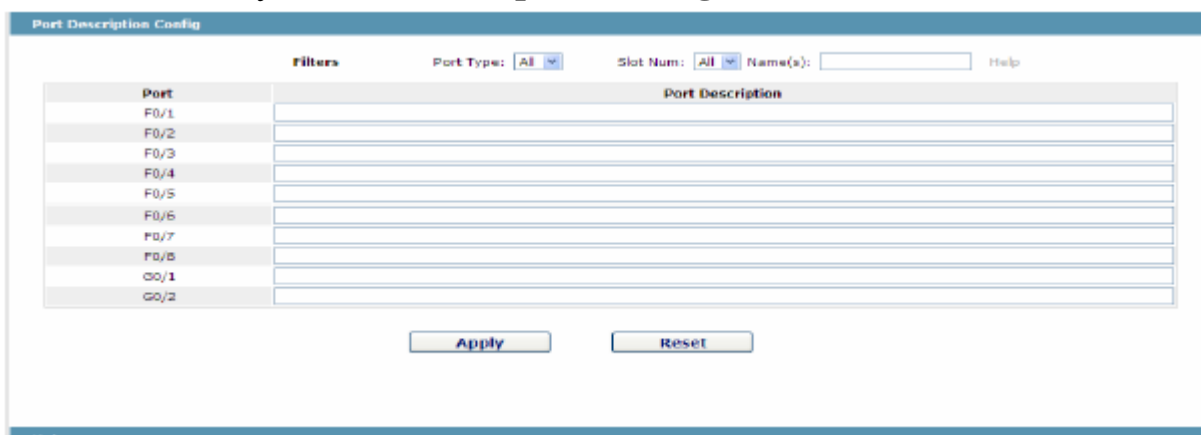 Port Description Config
Filters Port Type: All Slot Num: All Name(s): Help
Port Port Description
F0/1
F0/2
F0/3
F0/4
F0/5
F0/6
F0/7
F0/8
G0/1
G0/2
Apply Reset